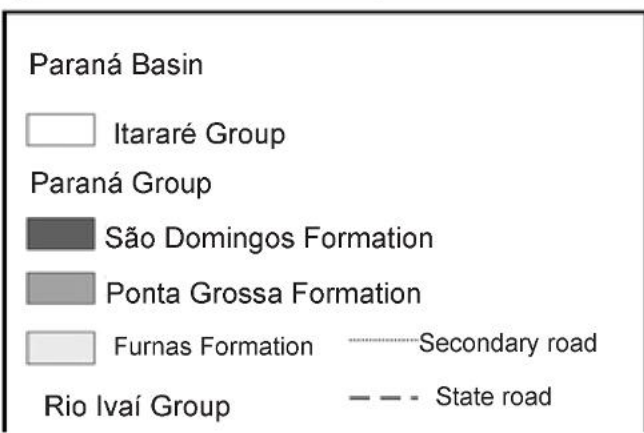 Paraná Basin
Itararé Group
Paraná Group
São Domingos Formation
Ponta Grossa Formation
Furnas Formation
Secondary road
Rio Ivaí Group
State road